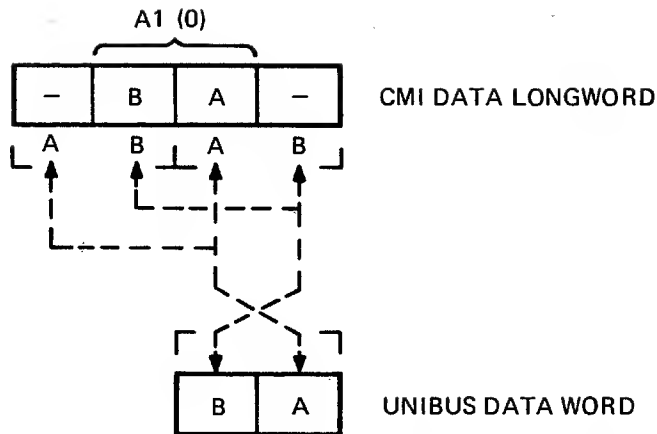 A1 (0)
– B A – CMI DATA LONGWORD
A B A B
B A UNIBUS DATA WORD